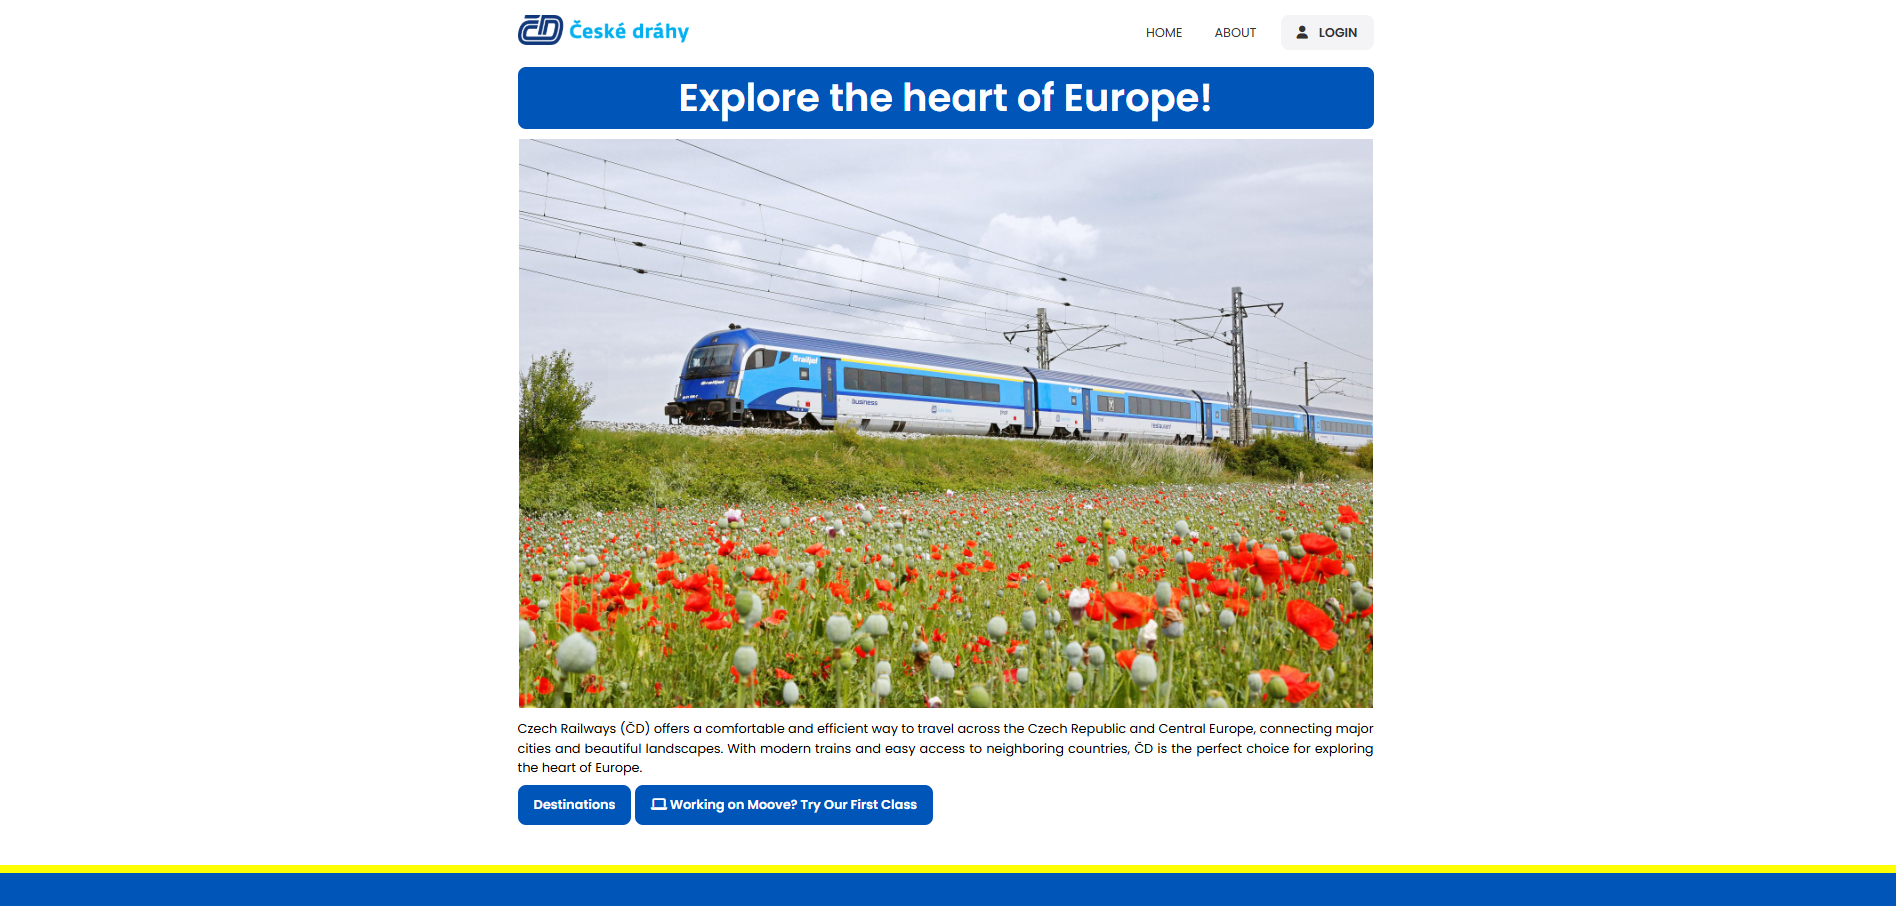 ČD České dráhy
HOME ABOUT LOGIN
Explore the heart of Europe!
railjet
railjet
business
restaurant
Czech Railways (ČD) offers a comfortable and efficient way to travel across the Czech Republic and Central Europe, connecting major
cities and beautiful landscapes. With modern trains and easy access to neighboring countries, ČD is the perfect choice for exploring
the heart of Europe.
Destinations
Working on Moove? Try Our First Class